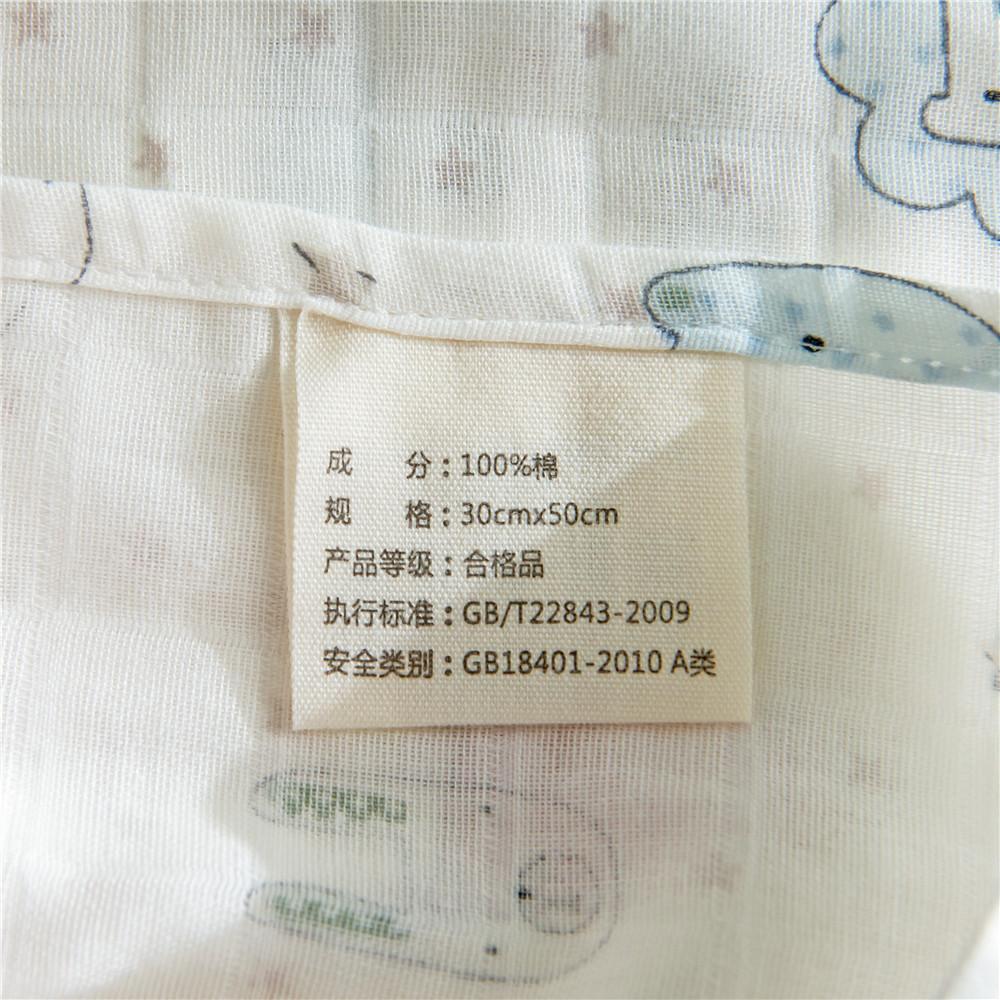 成 分：100%棉
规 格：30cmx50cm
产品等级：合格品
执行标准：GB/T22843-2009
安全类别：GB18401-2010 A类